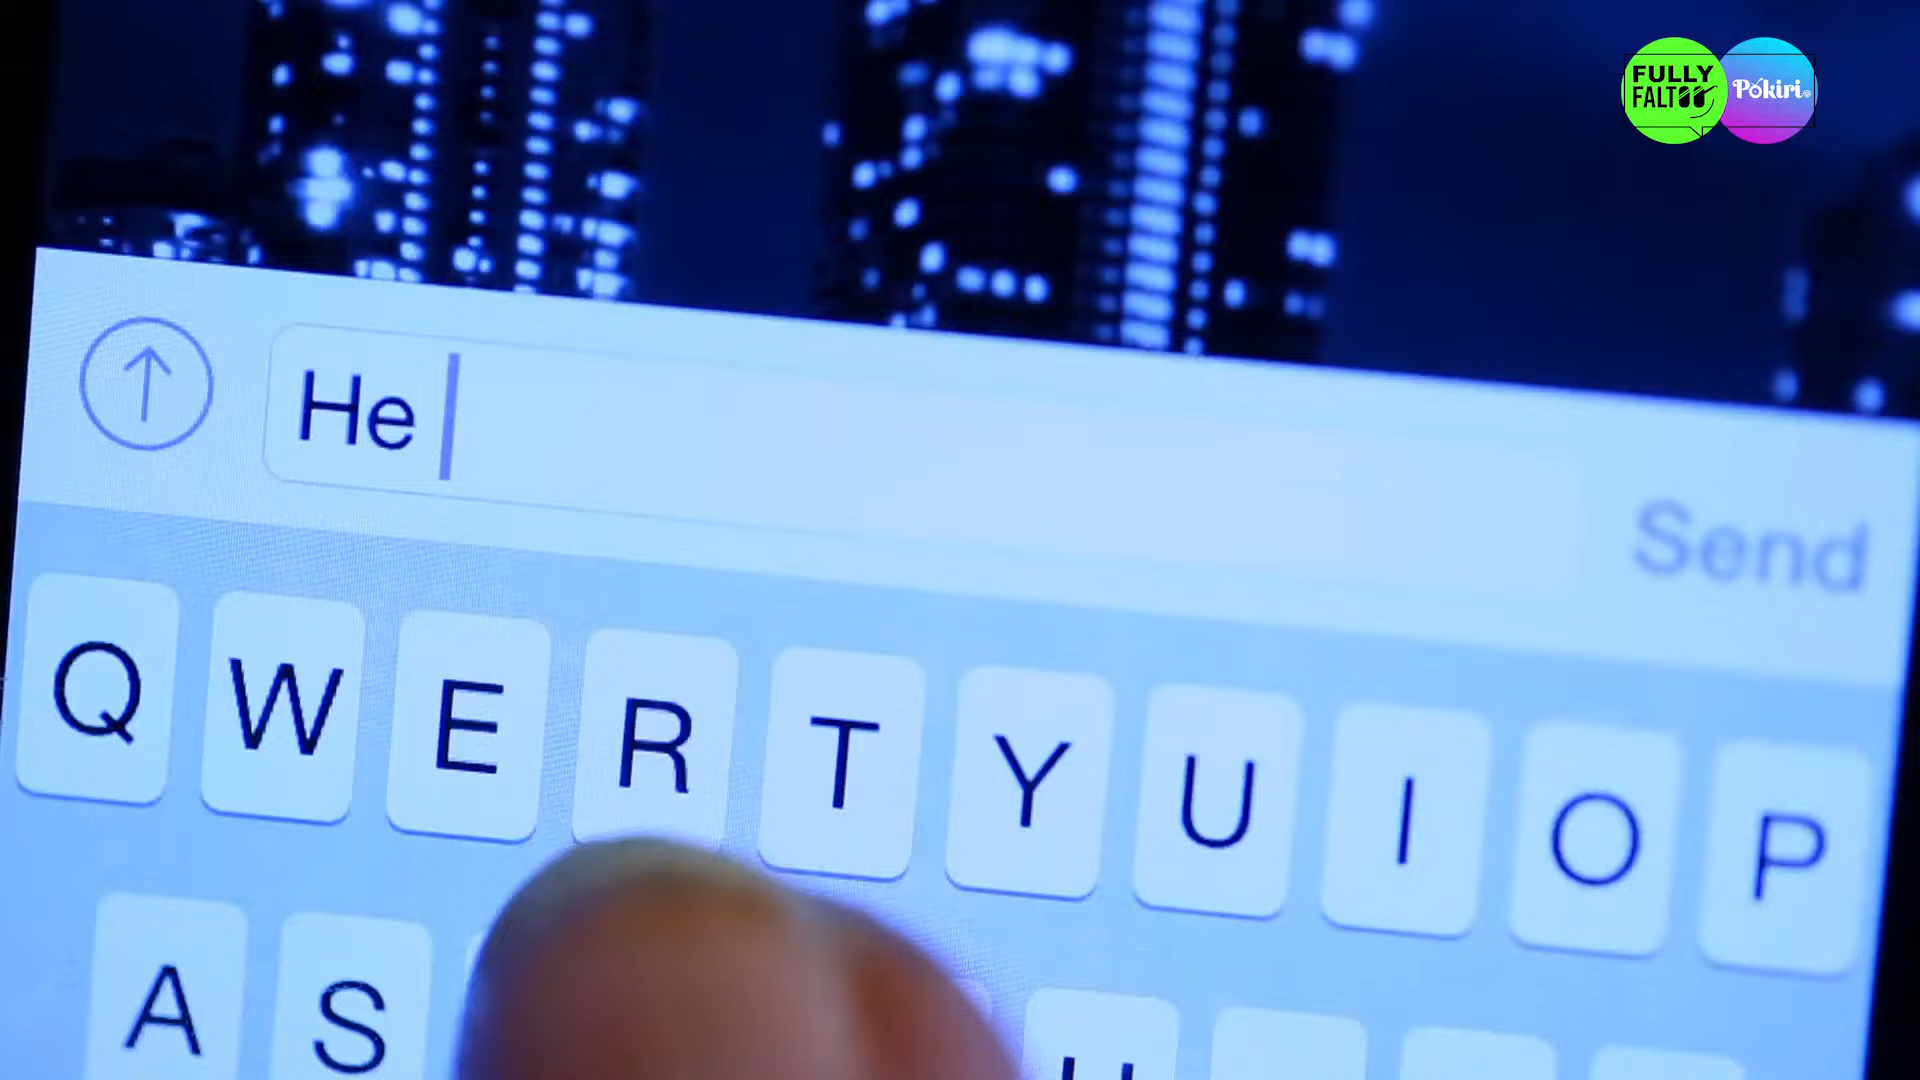 FULLY
FALTOO
Pokiri
He
Send
Q W E R T Y U I O P
A S